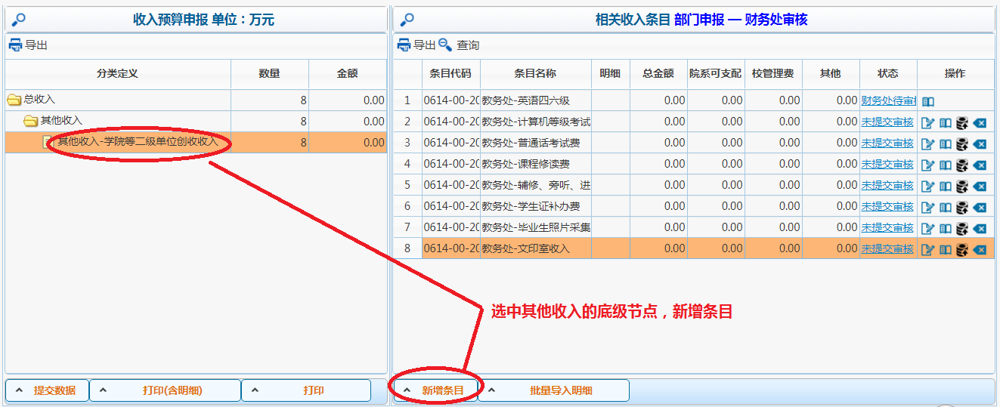 收入预算申报 单位：万元
导出
分类定义 数量 金额
总收入 8 0.00
其他收入 8 0.00
其他收入-学院等二级单位创收收入 8 0.00
提交数据 打印(含明细) 打印
相关收入条目 部门申报 — 财务处审核
导出 查询
条目代码 条目名称 明细 总金额 院系可支配 校管理费 其他 状态 操作
1 0614-00-20 教务处-英语四六级 0.00 0.00 0.00 0.00 财务处待审
2 0614-00-20 教务处-计算机等级考试 0.00 0.00 0.00 0.00 未提交审核
3 0614-00-20 教务处-普通话考试费 0.00 0.00 0.00 0.00 未提交审核
4 0614-00-20 教务处-课程修读费 0.00 0.00 0.00 0.00 未提交审核
5 0614-00-20 教务处-辅修、旁听、进 0.00 0.00 0.00 0.00 未提交审核
6 0614-00-20 教务处-学生证补办费 0.00 0.00 0.00 0.00 未提交审核
7 0614-00-20 教务处-毕业生照片采集 0.00 0.00 0.00 0.00 未提交审核
8 0614-00-20 教务处-文印室收入 0.00 0.00 0.00 0.00 未提交审核
选中其他收入的底级节点，新增条目
新增条目 批量导入明细